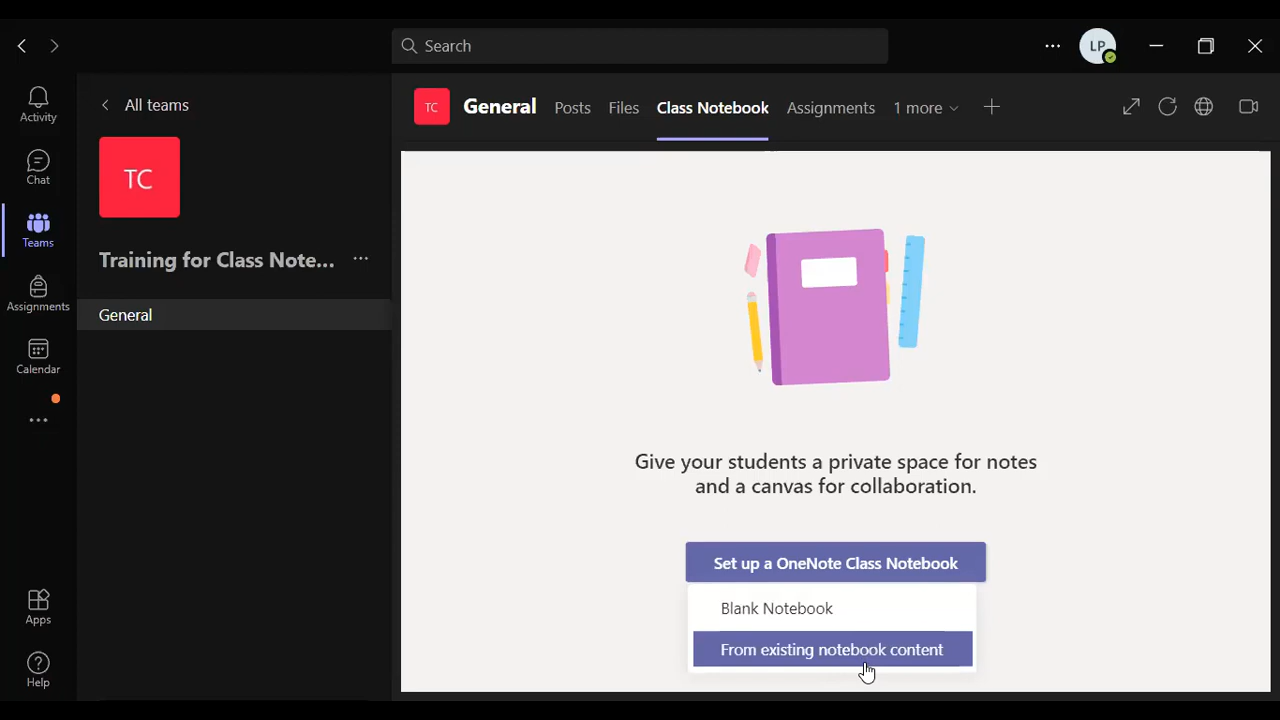 Search
LP
Activity
Chat
Teams
Assignments
Calendar
Apps
Help
All teams
TC
Training for Class Note...
General
TC
General
Posts
Files
Class Notebook
Assignments
1 more
Give your students a private space for notes
and a canvas for collaboration.
Set up a OneNote Class Notebook
Blank Notebook
From existing notebook content